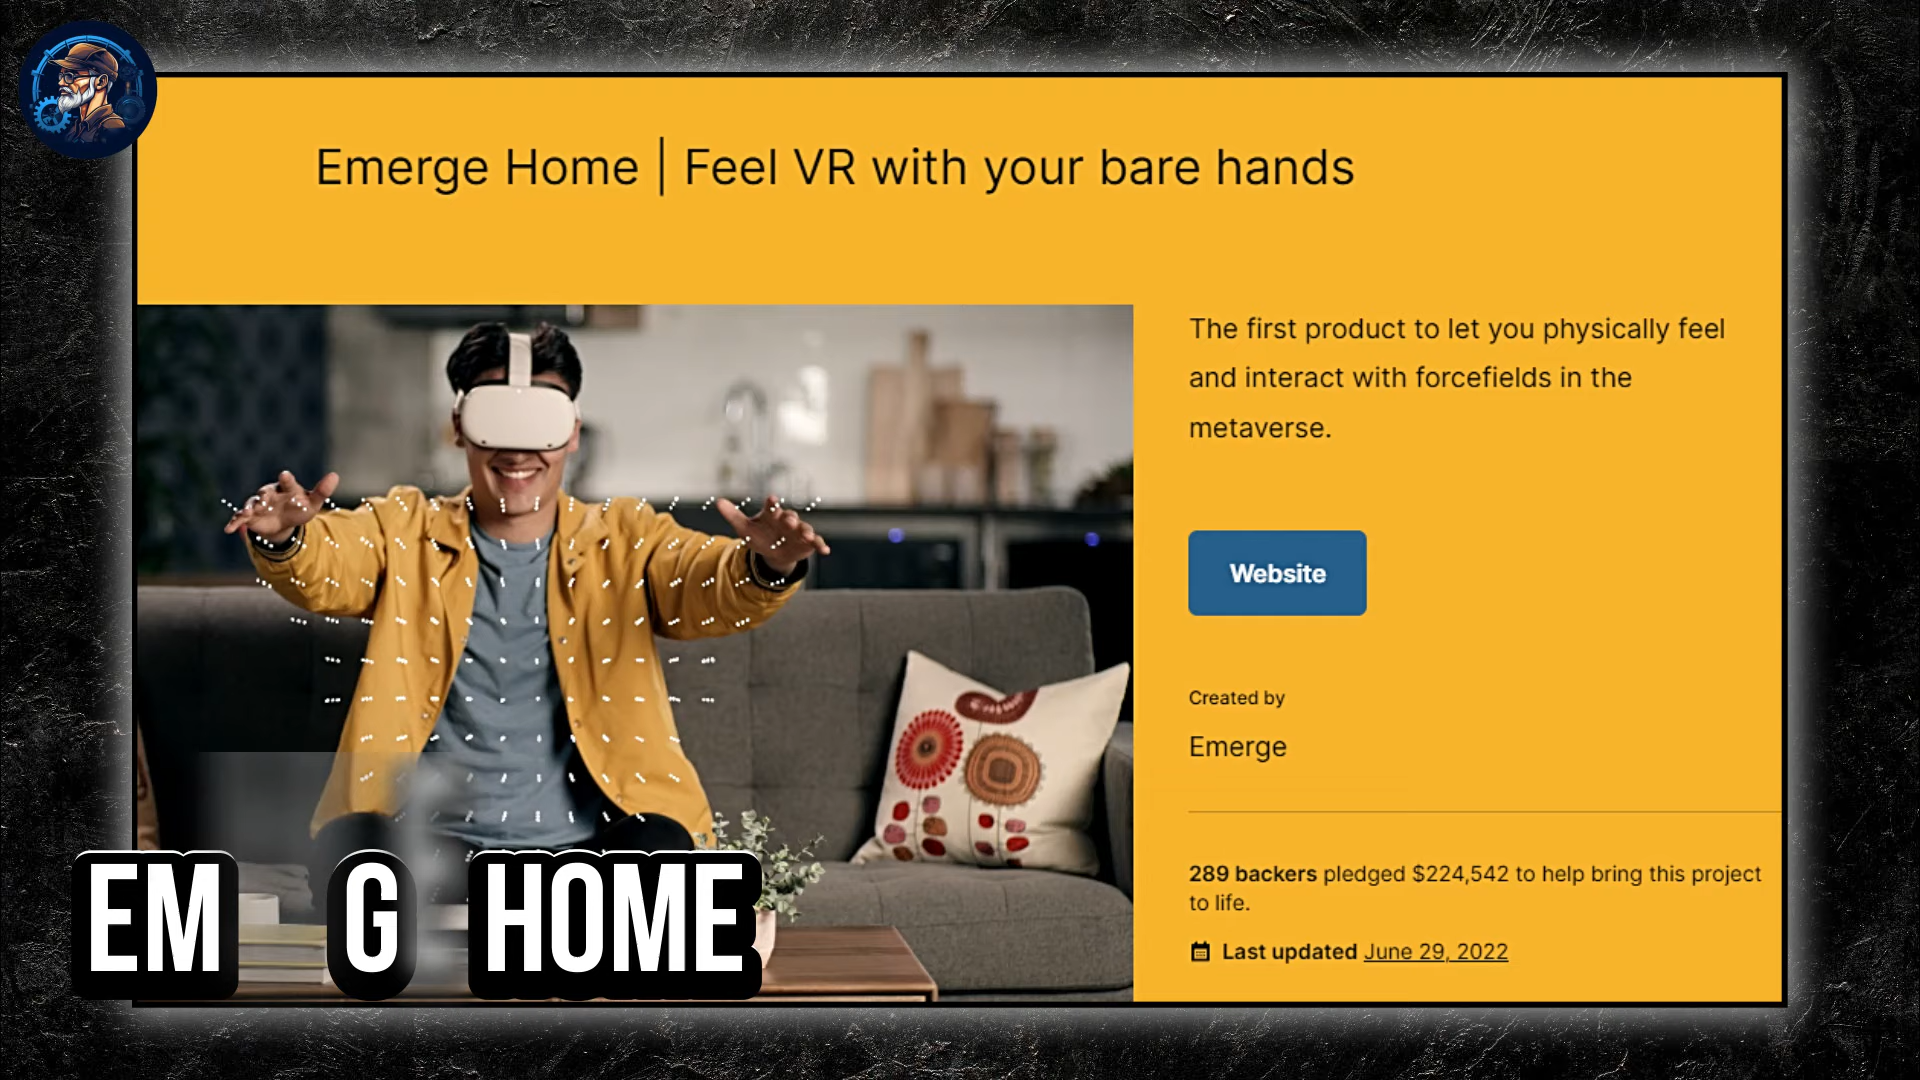 Emerge Home | Feel VR with your bare hands
The first product to let you physically feel
and interact with forcefields in the
metaverse.
Website
Created by
Emerge
289 backers pledged $224,542 to help bring this project
to life.
Last updated June 29, 2022
EM G HOME